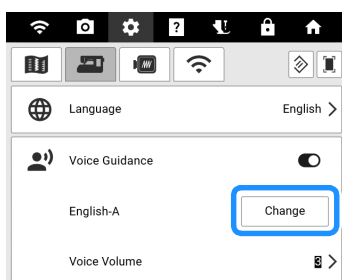 ?
Language English
Voice Guidance
English-A Change
Voice Volume 3